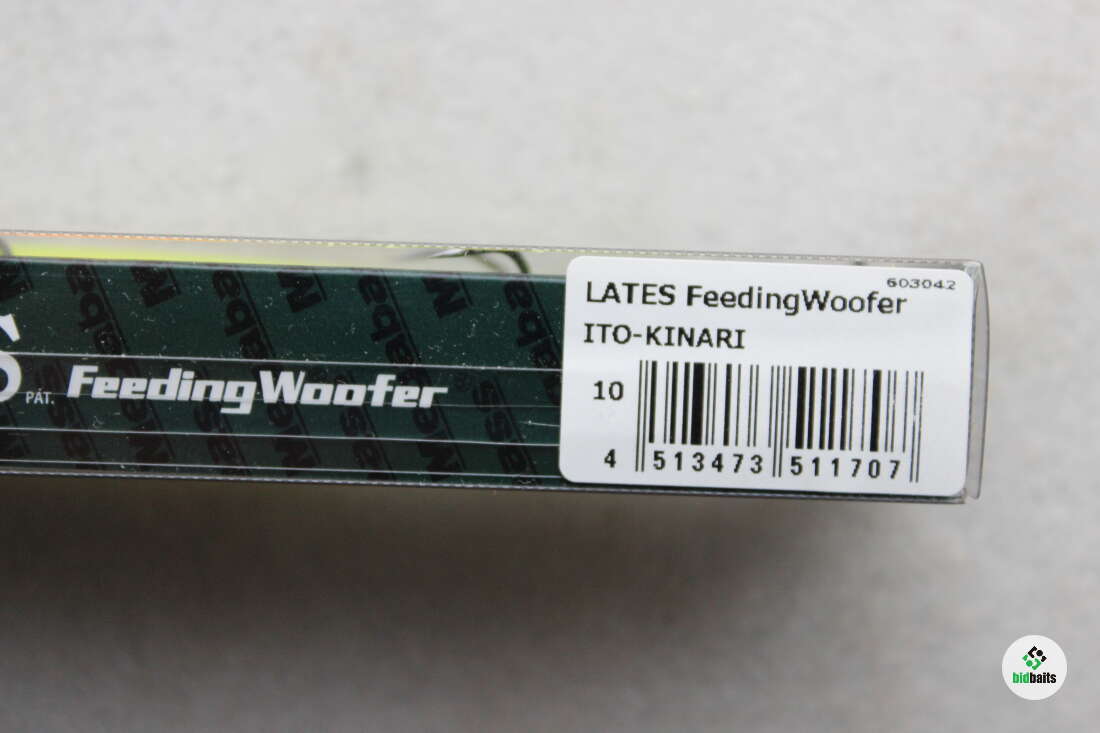 603042
LATES FeedingWoofer
ITO-KINARI
10
4 513473 511707
S PAT. FeedingWoofer
bidbaits